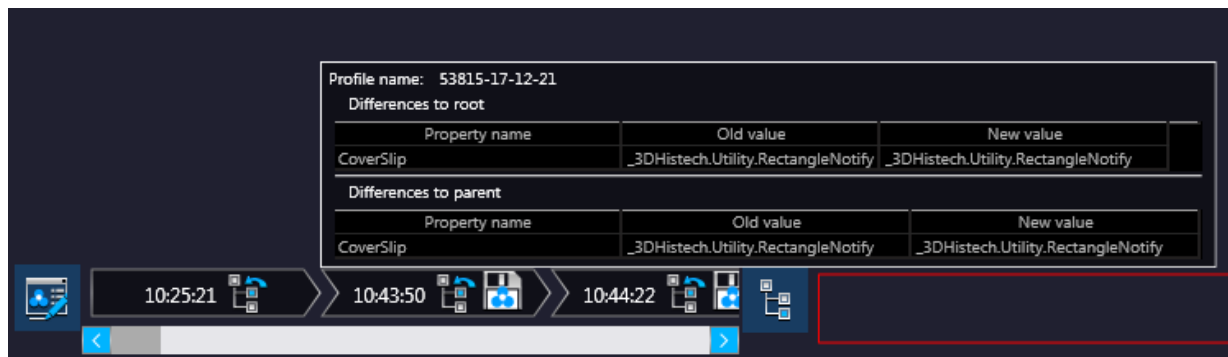 Profile name: 53815-17-12-21
Differences to root
Property name Old value New value
CoverSlip _3DHistech.Utility.RectangleNotify _3DHistech.Utility.RectangleNotify
Differences to parent
Property name Old value New value
CoverSlip _3DHistech.Utility.RectangleNotify _3DHistech.Utility.RectangleNotify
10:25:21 10:43:50 10:44:22